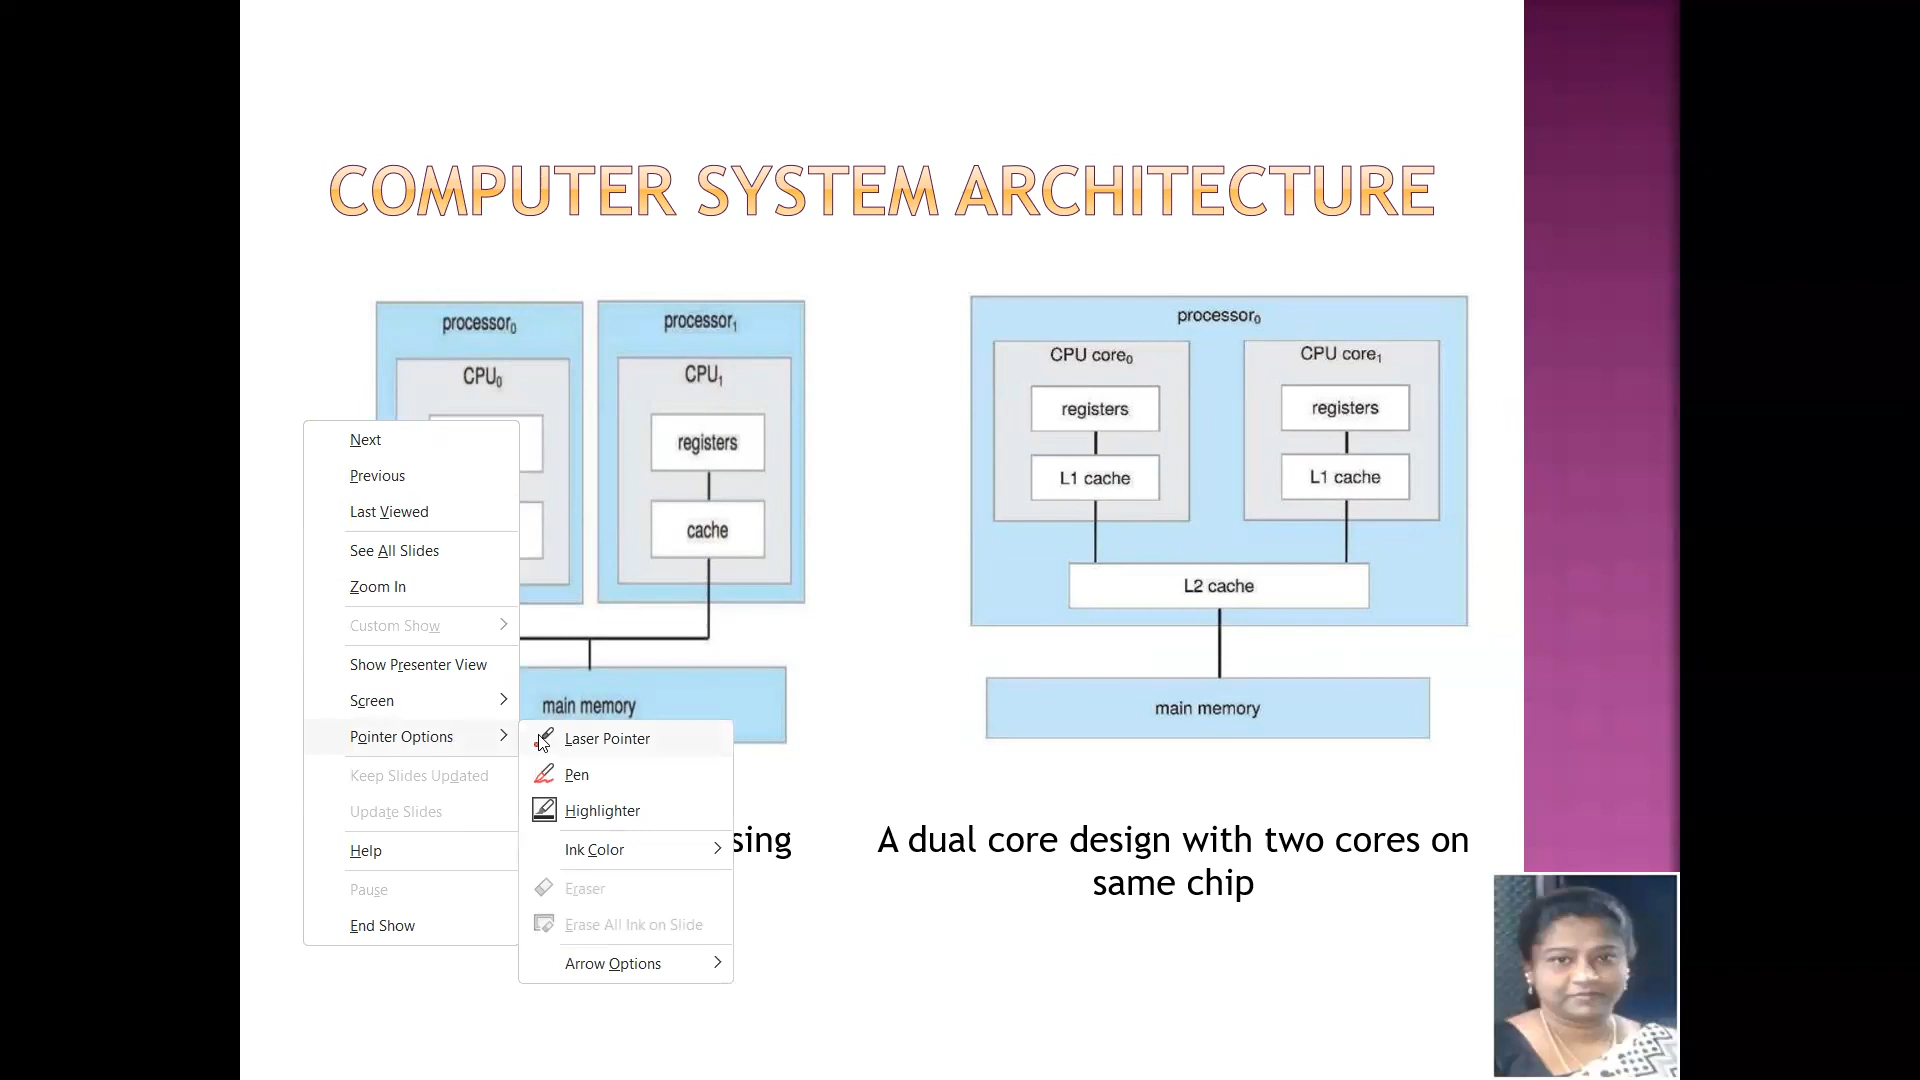 COMPUTER SYSTEM ARCHITECTURE
processor₀
CPU₀
processor₁
CPU₁
registers
cache
main memory
processor₀
CPU core₀
registers
L1 cache
CPU core₁
registers
L1 cache
L2 cache
main memory
A dual core design with two cores on
same chip
Next
Previous
Last Viewed
See All Slides
Zoom In
Custom Show
Show Presenter View
Screen
Pointer Options
Keep Slides Updated
Update Slides
Help
Pause
End Show
Laser Pointer
Pen
Highlighter
Ink Color
Eraser
Erase All Ink on Slide
Arrow Options